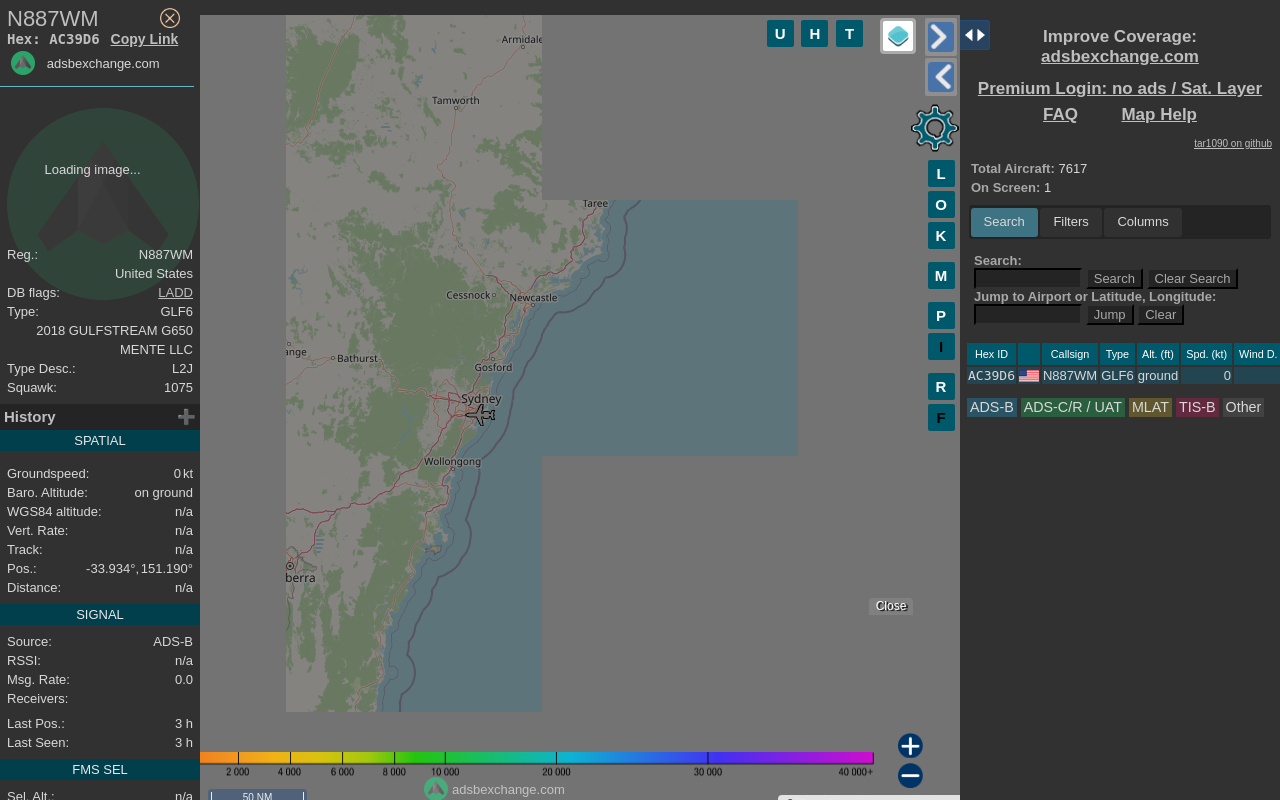 N887WM
Hex: AC39D6 Copy Link
adsbexchange.com
Loading image...
Reg.: N887WM
United States
DB flags: LADD
Type: GLF6
2018 GULFSTREAM G650
MENTE LLC
Type Desc.: L2J
Squawk: 1075
History
SPATIAL
Groundspeed: 0 kt
Baro. Altitude: on ground
WGS84 altitude: n/a
Vert. Rate: n/a
Track: n/a
Pos.: -33.934°, 151.190°
Distance: n/a
SIGNAL
Source: ADS-B
RSSI: n/a
Msg. Rate: 0.0
Receivers:
Last Pos.: 3 h
Last Seen: 3 h
FMS SEL
Sel. Alt.: n/a
Armidale
Tamworth
Taree
Cessnock
Newcastle
ange
Bathurst
Gosford
Sydney
Wollongong
berra
U H T
L
O
K
M
P
I
R
F
Close
2 000 4 000 6 000 8 000 10 000 20 000 30 000 40 000+
adsbexchange.com
50 NM
Improve Coverage:
adsbexchange.com
Premium Login: no ads / Sat. Layer
FAQ Map Help
tar1090 on github
Total Aircraft: 7617
On Screen: 1
Search Filters Columns
Search:
Search Clear Search
Jump to Airport or Latitude, Longitude:
Jump Clear
Hex ID Callsign Type Alt. (ft) Spd. (kt) Wind D.
AC39D6 N887WM GLF6 ground 0
ADS-B ADS-C/R / UAT MLAT TIS-B Other